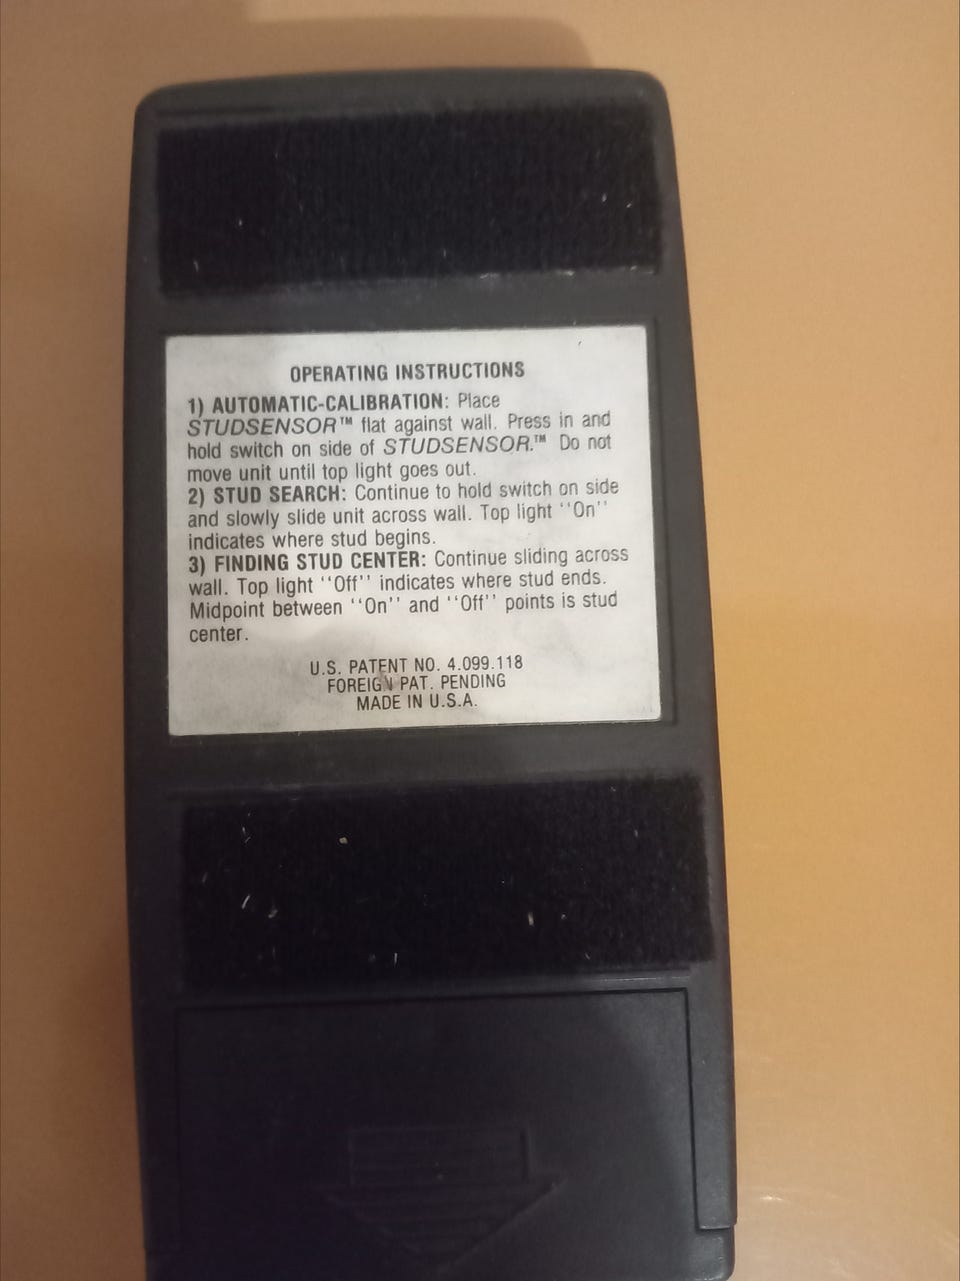 OPERATING INSTRUCTIONS
1) AUTOMATIC-CALIBRATION: Place
STUDSENSOR™ flat against wall. Press in and
hold switch on side of STUDSENSOR.™ Do not
move unit until top light goes out.
2) STUD SEARCH: Continue to hold switch on side
and slowly slide unit across wall. Top light ''On''
indicates where stud begins.
3) FINDING STUD CENTER: Continue sliding across
wall. Top light ''Off'' indicates where stud ends.
Midpoint between ''On'' and ''Off'' points is stud
center.
U.S. PATENT NO. 4.099.118
FOREIGN PAT. PENDING
MADE IN U.S.A.